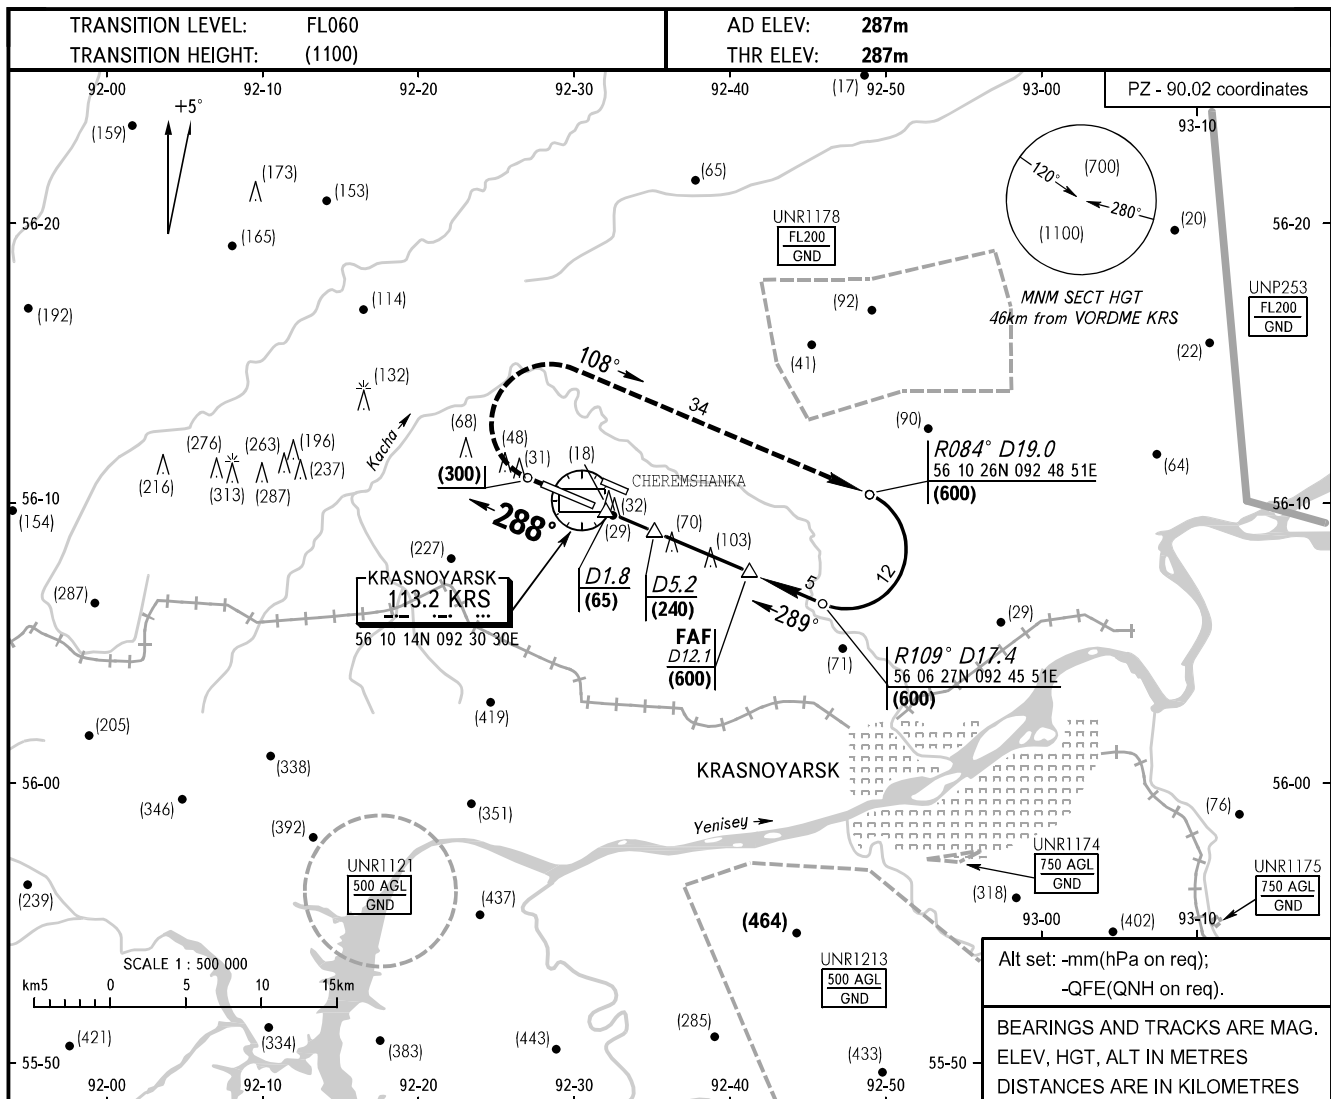 TRANSITION LEVEL: FL060
TRANSITION HEIGHT: (1100)
AD ELEV: 287m
THR ELEV: 287m
92-00
92-10
92-20
92-30
92-40
92-50
93-00
PZ - 90.02 coordinates
93-10
(17)
+5°
(159)
(173)
(153)
(65)
(165)
56-20
56-20
120°
(700)
280°
(1100)
(20)
MNM SECT HGT
46km from VORDME KRS
UNR1178
FL200
GND
UNP253
FL200
GND
(192)
(114)
(92)
(41)
(22)
108°
34
(132)
Kacha
(90)
(68)
(48)
(31)
(18)
(276)
(263)
(196)
(237)
(216)
(313)
(287)
(300)
CHEREMSHANKA
R084° D19.0
56 10 26N 092 48 51E
(600)
(64)
56-10
56-10
(154)
288°
(32)
(29)
(70)
(103)
(227)
12
5
289°
KRASNOYARSK
113.2 KRS
56 10 14N 092 30 30E
D1.8
(65)
D5.2
(240)
FAF
D12.1
(600)
(287)
(29)
(71)
R109° D17.4
56 06 27N 092 45 51E
(600)
(419)
(205)
(338)
KRASNOYARSK
56-00
56-00
(346)
(351)
(392)
Yenisey
(76)
UNR1121
500 AGL
GND
UNR1174
750 AGL
GND
UNR1175
750 AGL
GND
(239)
(437)
(318)
(464)
93-00
(402)
93-10
UNR1213
500 AGL
GND
SCALE 1 : 500 000
km5 0 5 10 15km
(421)
(334)
(383)
(443)
(285)
(433)
Alt set: -mm(hPa on req);
-QFE(QNH on req).
BEARINGS AND TRACKS ARE MAG.
ELEV, HGT, ALT IN METRES
DISTANCES ARE IN KILOMETRES
55-50
55-50
92-00
92-10
92-20
92-30
92-40
92-50